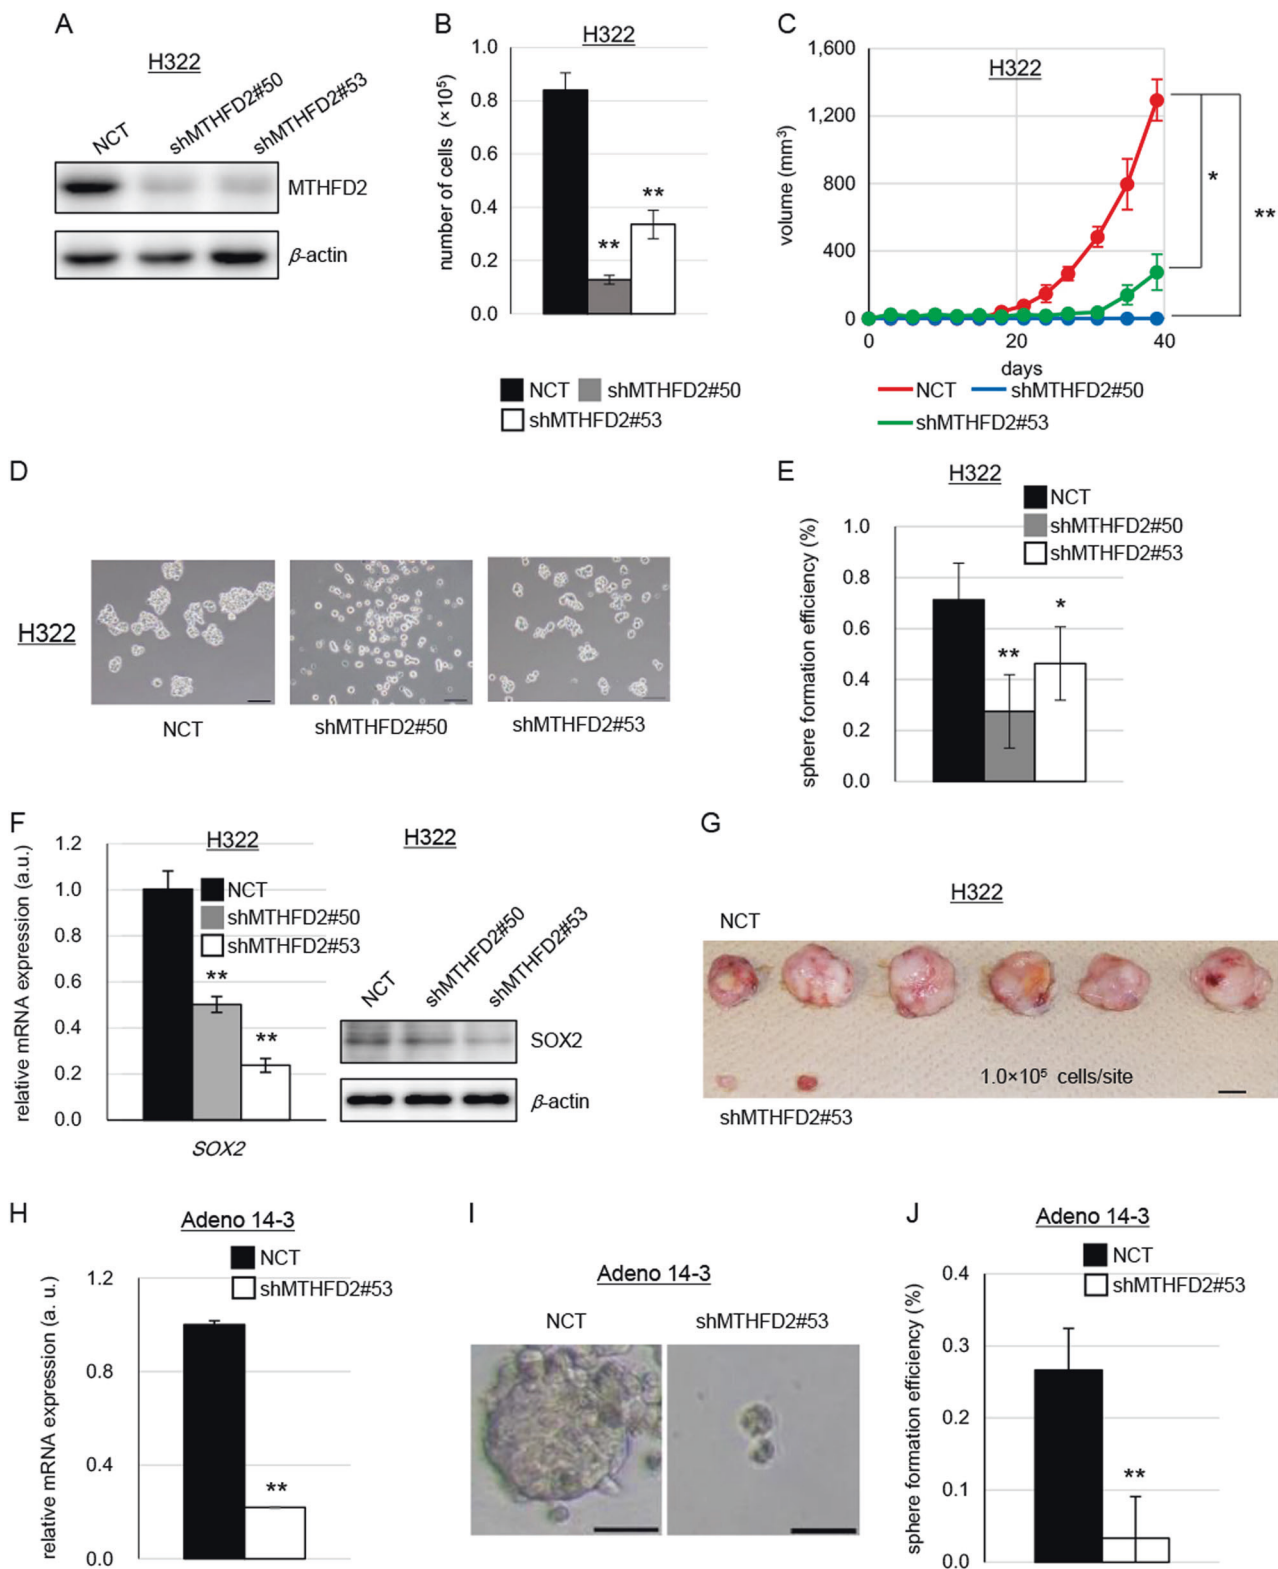 A
H322
NCT
shMTHFD2#50
shMTHFD2#53
MTHFD2
β-actin
B
H322
1.0
0.8
0.6
0.4
0.2
0.0
number of cells (×10⁵)
**
**
NCT shMTHFD2#50
shMTHFD2#53
C
H322
1,600
1,200
800
400
0
volume (mm³)
0 20 40
days
*
**
NCT shMTHFD2#50
shMTHFD2#53
D
H322
NCT shMTHFD2#50 shMTHFD2#53
E
H322
NCT
shMTHFD2#50
shMTHFD2#53
1.0
0.8
0.6
0.4
0.2
0.0
sphere formation efficiency (%)
**
*
F
H322
NCT
shMTHFD2#50
shMTHFD2#53
1.2
1.0
0.8
0.6
0.4
0.2
0.0
relative mRNA expression (a.u.)
**
**
SOX2
H322
NCT
shMTHFD2#50
shMTHFD2#53
SOX2
β-actin
G
H322
NCT
1.0×10⁵ cells/site
shMTHFD2#53
H
Adeno 14-3
NCT
shMTHFD2#53
1.2
0.8
0.4
0.0
relative mRNA expression (a. u.)
**
I
Adeno 14-3
NCT shMTHFD2#53
J
Adeno 14-3
NCT
shMTHFD2#53
0.4
0.3
0.2
0.1
0.0
sphere formation efficiency (%)
**